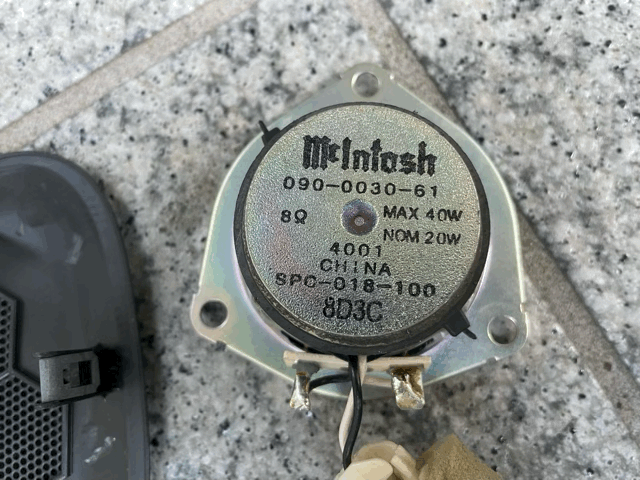 McIntosh
090-0030-61
8Ω MAX 40W
NOM 20W
4001
CHINA
SPC-018-100
8D3C